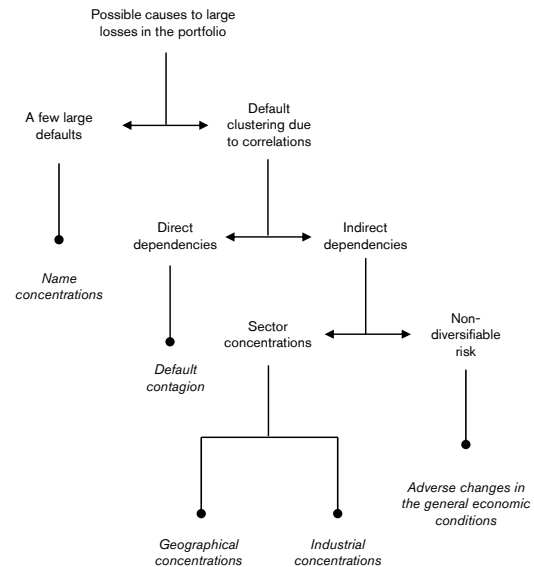 Possible causes to large
losses in the portfolio
A few large
defaults
Default
clustering due
to correlations
Direct
dependencies
Indirect
dependencies
Name
concentrations
Sector
concentrations
Non-
diversifiable
risk
Default
contagion
Adverse changes in
the general economic
conditions
Geographical
concentrations
Industrial
concentrations